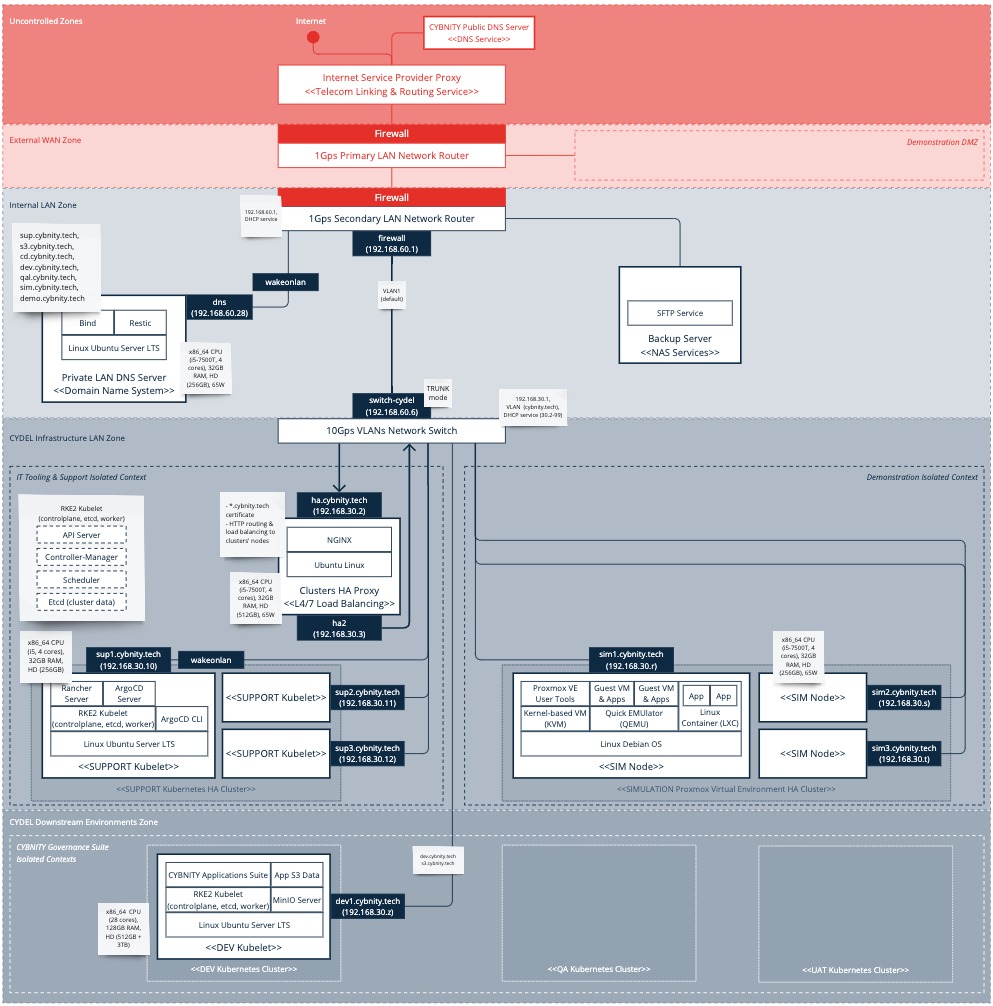 Uncontrolled Zones
Internet
CYBNITY Public DNS Server
<<DNS Service>>
Internet Service Provider Proxy
<<Telecom Linking & Routing Service>>
External WAN Zone
Firewall
1Gps Primary LAN Network Router
Demonstration DMZ
Internal LAN Zone
Firewall
192.168.60.1,
DHCP service
1Gps Secondary LAN Network Router
firewall
(192.168.60.1)
sup.cybnity.tech,
s3.cybnity.tech,
cd.cybnity.tech,
dev.cybnity.tech,
qal.cybnity.tech,
sim.cybnity.tech,
demo.cybnity.tech
wakeonlan
dns
(192.168.60.28)
VLAN1
(default)
Bind
Restic
Linux Ubuntu Server LTS
Private LAN DNS Server
<<Domain Name System>>
x86_64 CPU
(i5-7500T, 4
cores), 32GB
RAM, HD
(256GB), 65W
SFTP Service
Backup Server
<<NAS Services>>
TRUNK
mode
switch-cydel
(192.168.60.6)
192.168.30.1,
VLAN (cybnity.tech),
DHCP service (30.2-99)
10Gps VLANs Network Switch
CYDEL Infrastructure LAN Zone
IT Tooling & Support Isolated Context
Demonstration Isolated Context
RKE2 Kubelet
(controlplane, etcd, worker)
API Server
Controller-Manager
Scheduler
Etcd (cluster data)
- *.cybnity.tech
certificate
- HTTP routing &
load balancing to
clusters' nodes
ha.cybnity.tech
(192.168.30.2)
NGINX
Ubuntu Linux
Clusters HA Proxy
<<L4/7 Load Balancing>>
x86_64 CPU
(i5-7500T, 4
cores), 32GB
RAM, HD
(512GB), 65W
ha2
(192.168.30.3)
x86_64 CPU
(i5, 4 cores),
32GB RAM,
HD (256GB)
sup1.cybnity.tech
(192.168.30.10)
wakeonlan
Rancher
Server
ArgoCD
Server
RKE2 Kubelet
(controlplane, etcd, worker)
ArgoCD CLI
Linux Ubuntu Server LTS
<<SUPPORT Kubelet>>
<<SUPPORT Kubelet>>
sup2.cybnity.tech
(192.168.30.11)
<<SUPPORT Kubelet>>
sup3.cybnity.tech
(192.168.30.12)
<<SUPPORT Kubernetes HA Cluster>>
sim1.cybnity.tech
(192.168.30.r)
x86_64 CPU
(i5-7500T, 4
cores), 32GB
RAM, HD
(256GB), 65W
Proxmox VE
User Tools
Guest VM
& Apps
Guest VM
& Apps
App
App
Kernel-based VM
(KVM)
Quick EMUlator
(QEMU)
Linux
Container (LXC)
Linux Debian OS
<<SIM Node>>
<<SIM Node>>
sim2.cybnity.tech
(192.168.30.s)
<<SIM Node>>
sim3.cybnity.tech
(192.168.30.t)
<<SIMULATION Proxmox Virtual Environment HA Cluster>>
CYDEL Downstream Environments Zone
CYBNITY Governance Suite
Isolated Contexts
dev.cybnity.tech
s3.cybnity.tech
CYBNITY Applications Suite
App S3 Data
RKE2 Kubelet
(controlplane, etcd, worker)
MinIO Server
Linux Ubuntu Server LTS
<<DEV Kubelet>>
dev1.cybnity.tech
(192.168.30.z)
x86_64 CPU
(28 cores),
128GB RAM,
HD (512GB +
3TB)
<<DEV Kubernetes Cluster>>
<<QA Kubernetes Cluster>>
<<UAT Kubernetes Cluster>>